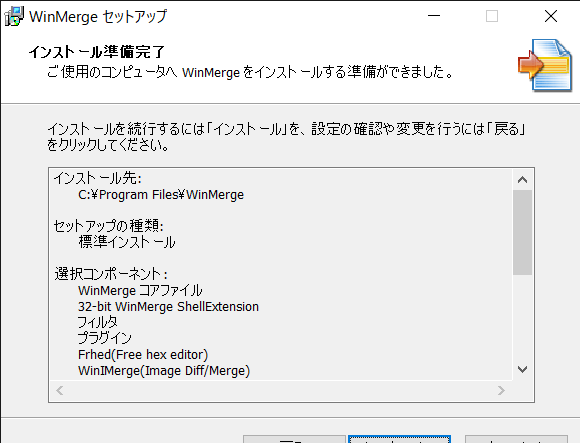 WinMerge セットアップ
インストール準備完了
ご使用のコンピュータへ WinMerge をインストールする準備ができました。
インストールを続行するには「インストール」を、設定の確認や変更を行うには「戻る」
をクリックしてください。
インストール先:
C:¥Program Files¥WinMerge
セットアップの種類:
標準インストール
選択コンポーネント:
WinMerge コアファイル
32-bit WinMerge ShellExtension
フィルタ
プラグイン
Frhed(Free hex editor)
WinIMerge(Image Diff/Merge)